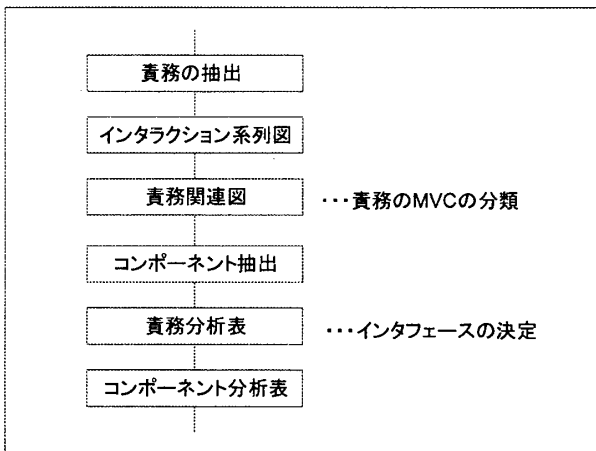 責務の抽出
インタラクション系列図
責務関連図 ・・・責務のMVCの分類
コンポーネント抽出
責務分析表 ・・・インタフェースの決定
コンポーネント分析表